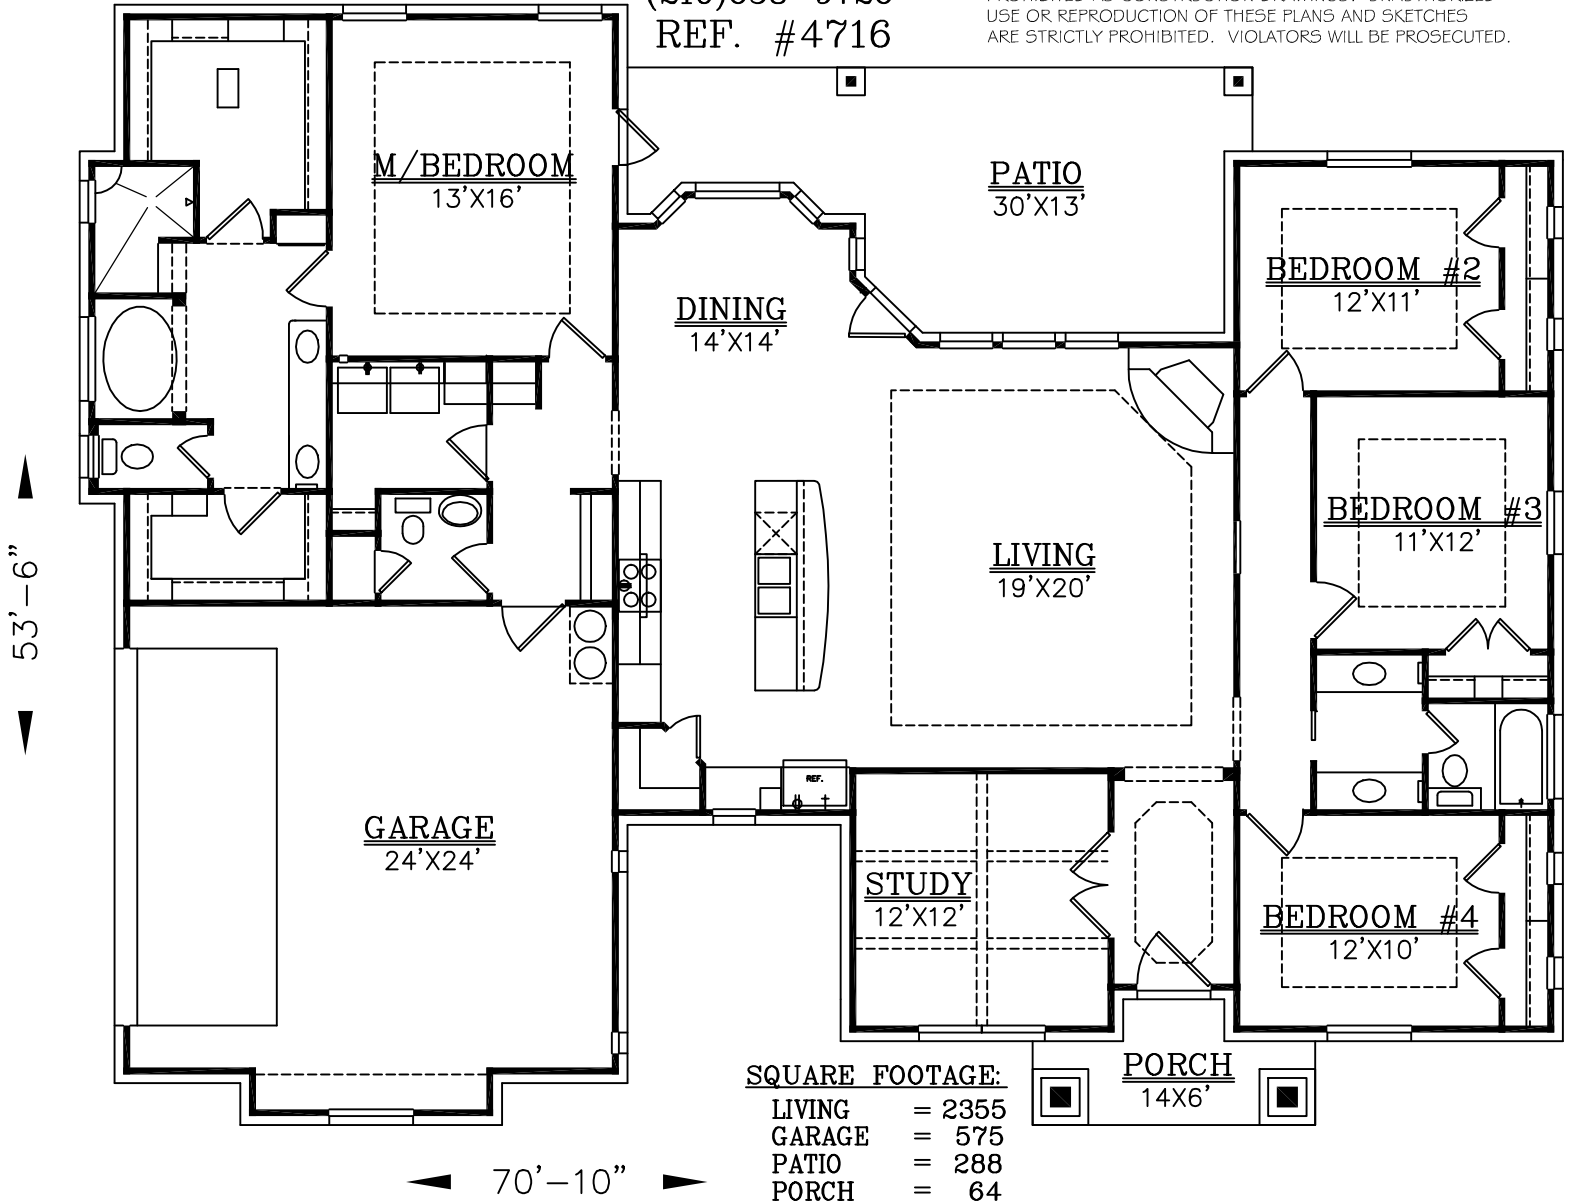 REF. #4716
USE OR REPRODUCTION OF THESE PLANS AND SKETCHES
ARE STRICTLY PROHIBITED. VIOLATORS WILL BE PROSECUTED.
M/BEDROOM
13'X16'
PATIO
30'X13'
BEDROOM #2
12'X11'
DINING
14'X14'
BEDROOM #3
11'X12'
LIVING
19'X20'
53'-6"
REF.
GARAGE
24'X24'
STUDY
12'X12'
BEDROOM #4
12'X10'
PORCH
14X6'
SQUARE FOOTAGE:
LIVING = 2355
GARAGE = 575
PATIO = 288
PORCH = 64
70'-10"